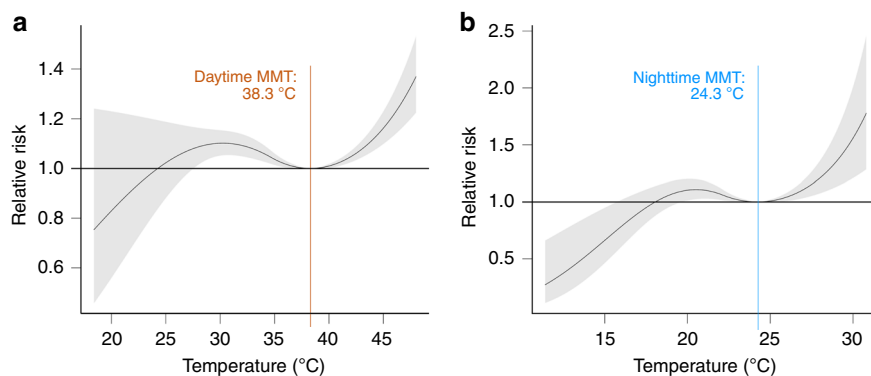 a
Relative risk
1.4
1.2
1.0
0.8
0.6
Daytime MMT:
38.3 °C
20
25
30
35
40
45
Temperature (°C)
b
Relative risk
2.5
2.0
1.5
1.0
0.5
Nighttime MMT:
24.3 °C
15
20
25
30
Temperature (°C)